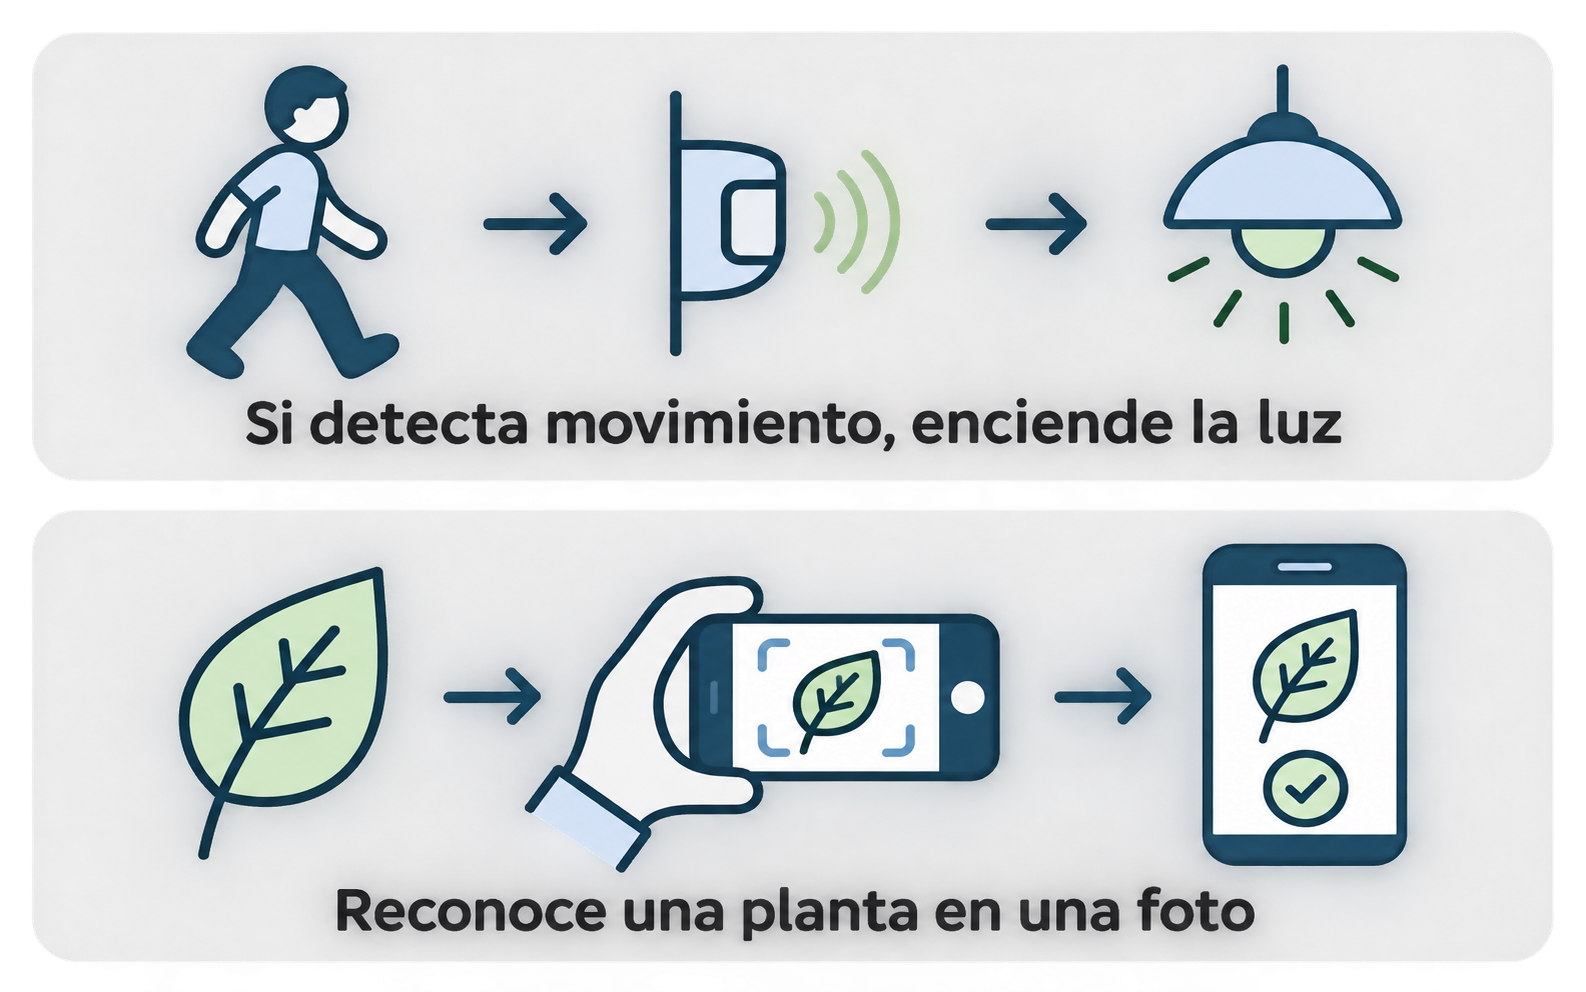 Si detecta movimiento, enciende la luz
Reconoce una planta en una foto